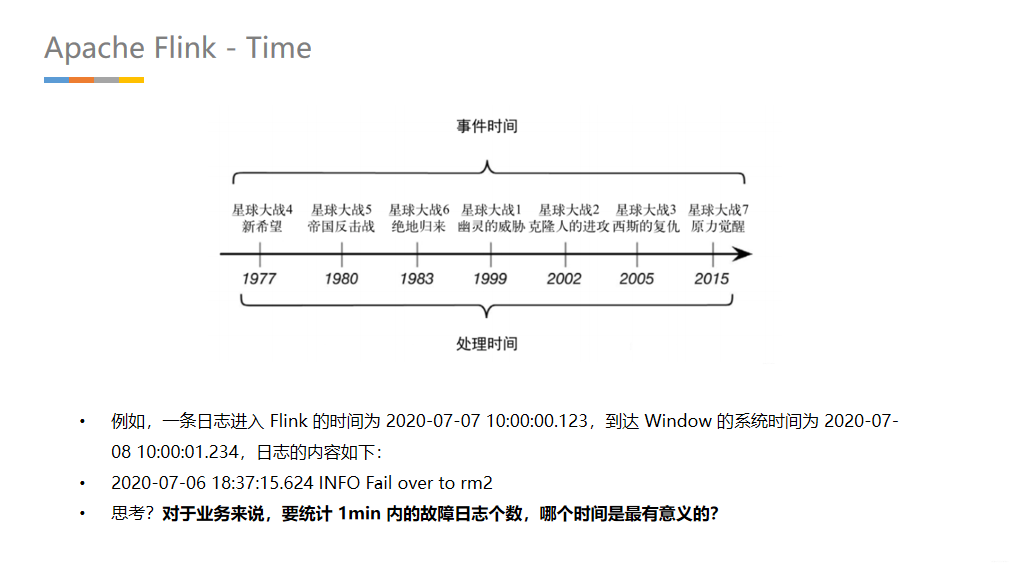 Apache Flink - Time
事件时间
星球大战4 星球大战5 星球大战6 星球大战1 星球大战2 星球大战3 星球大战7
新希望 帝国反击战 绝地归来 幽灵的威胁 克隆人的进攻 西斯的复仇 原力觉醒
1977 1980 1983 1999 2002 2005 2015
处理时间
• 例如，一条日志进入 Flink 的时间为 2020-07-07 10:00:00.123，到达 Window 的系统时间为 2020-07-
08 10:00:01.234，日志的内容如下：
• 2020-07-06 18:37:15.624 INFO Fail over to rm2
• 思考？对于业务来说，要统计 1min 内的故障日志个数，哪个时间是最有意义的？